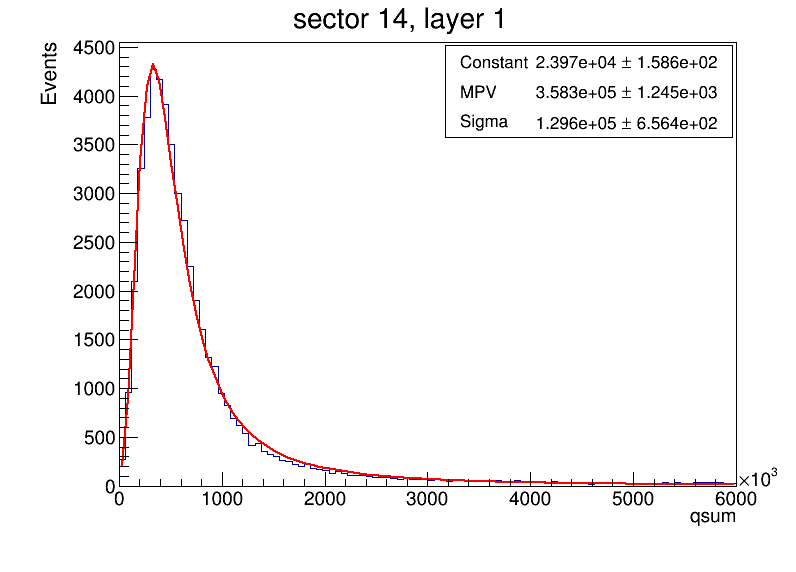 sector 14, layer 1
Events
Constant 2.397e+04 ± 1.586e+02
MPV 3.583e+05 ± 1.245e+03
Sigma 1.296e+05 ± 6.564e+02
4500
4000
3500
3000
2500
2000
1500
1000
500
0
0 1000 2000 3000 4000 5000 6000
×10³
qsum